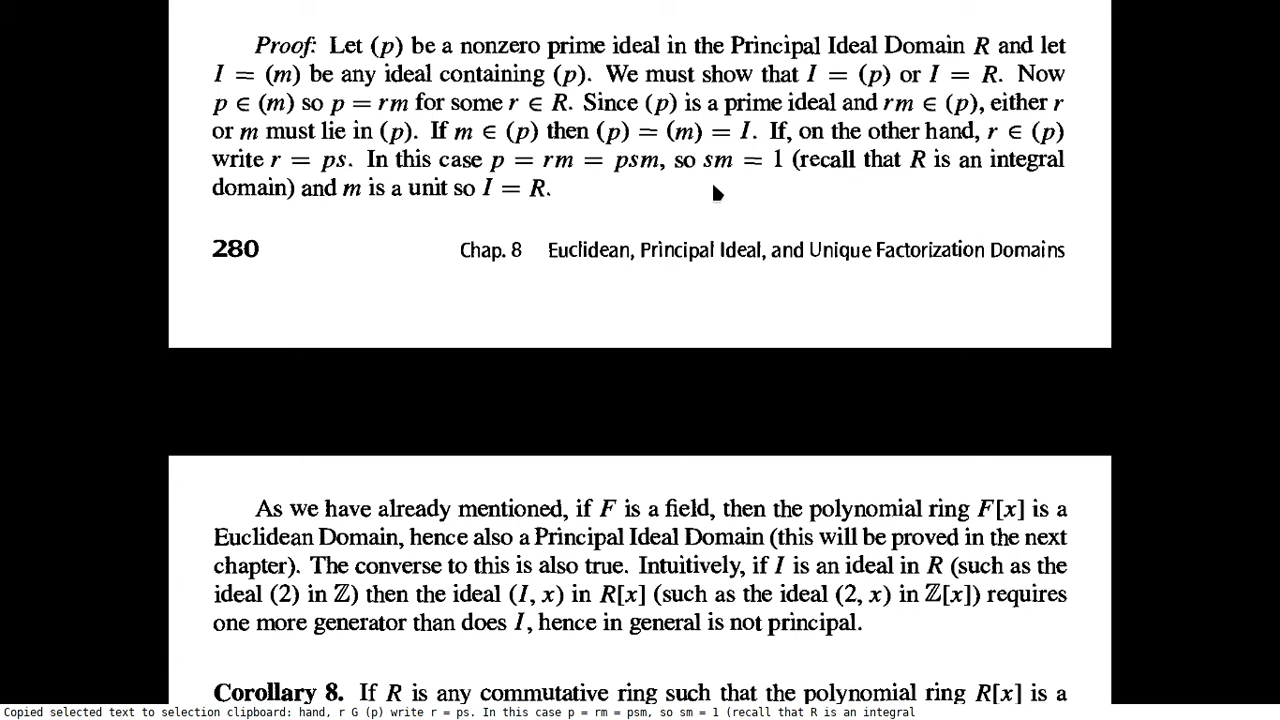 Proof: Let (p) be a nonzero prime ideal in the Principal Ideal Domain R and let
I = (m) be any ideal containing (p). We must show that I = (p) or I = R. Now
p ∈ (m) so p = rm for some r ∈ R. Since (p) is a prime ideal and rm ∈ (p), either r
or m must lie in (p). If m ∈ (p) then (p) = (m) = I. If, on the other hand, r ∈ (p)
write r = ps. In this case p = rm = psm, so sm = 1 (recall that R is an integral
domain) and m is a unit so I = R.
280 Chap. 8 Euclidean, Principal Ideal, and Unique Factorization Domains
As we have already mentioned, if F is a field, then the polynomial ring F[x] is a
Euclidean Domain, hence also a Principal Ideal Domain (this will be proved in the next
chapter). The converse to this is also true. Intuitively, if I is an ideal in R (such as the
ideal (2) in ℤ) then the ideal (I, x) in R[x] (such as the ideal (2, x) in ℤ[x]) requires
one more generator than does I, hence in general is not principal.
Corollary 8. If R is any commutative ring such that the polynomial ring R[x] is a
Copied selected text to selection clipboard: hand, r G (p) write r = ps. In this case p = rm = psm, so sm = 1 (recall that R is an integral